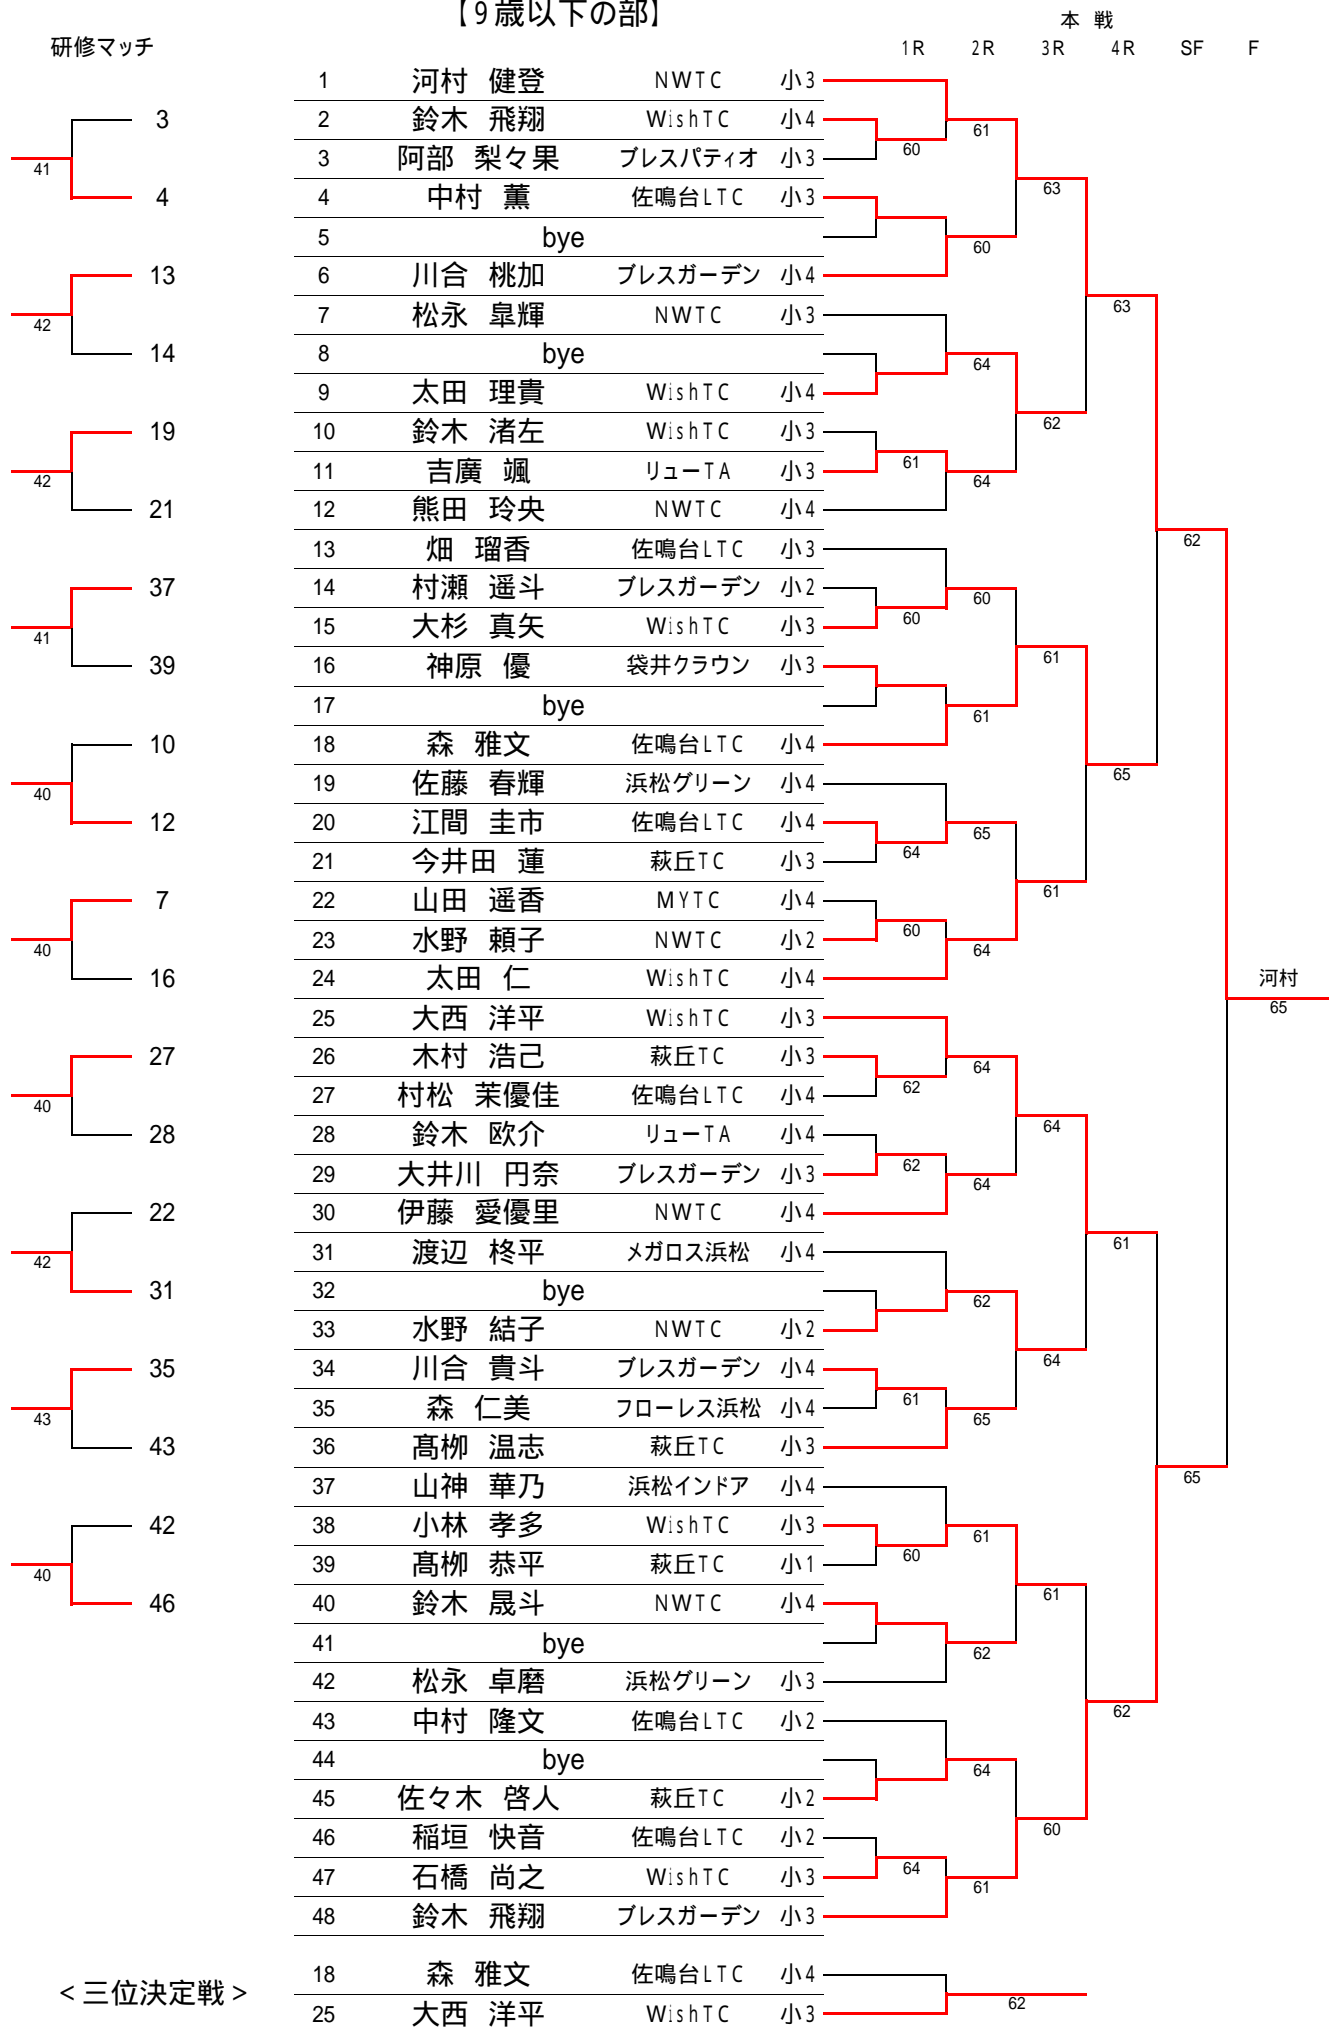 【9歳以下の部】
本 戦
研修マッチ 1R 2R 3R 4R SF F
1 河村 健登 NWTC 小3
3 2 鈴木 飛翔 WishTC 小4 61
41 3 阿部 梨々果 ブレスパティオ 小3 60
4 4 中村 薫 佐鳴台LTC 小3 63
5 bye 60
13 6 川合 桃加 ブレスガーデン 小4
42 7 松永 皐輝 NWTC 小3 63
14 8 bye 64
9 太田 理貴 WishTC 小4
19 10 鈴木 渚左 WishTC 小3 62
42 11 吉廣 颯 リューTA 小3 61 64
21 12 熊田 玲央 NWTC 小4
13 畑 瑠香 佐鳴台LTC 小3 62
37 14 村瀬 遥斗 ブレスガーデン 小2 60
41 15 大杉 真矢 WishTC 小3 60
39 16 神原 優 袋井クラウン 小3 61
17 bye 61
10 18 森 雅文 佐鳴台LTC 小4
40 19 佐藤 春輝 浜松グリーン 小4 65
12 20 江間 圭市 佐鳴台LTC 小4 65
21 今井田 蓮 萩丘TC 小3 64
7 22 山田 遥香 MYTC 小4 61
40 23 水野 頼子 NWTC 小2 60 64
16 24 太田 仁 WishTC 小4 河村
25 大西 洋平 WishTC 小3 65
27 26 木村 浩己 萩丘TC 小3 64
40 27 村松 茉優佳 佐鳴台LTC 小4 62
28 28 鈴木 欧介 リューTA 小4 64
29 大井川 円奈 ブレスガーデン 小3 62 64
22 30 伊藤 愛優里 NWTC 小4
42 31 渡辺 柊平 メガロス浜松 小4 61
31 32 bye 62
33 水野 結子 NWTC 小2
35 34 川合 貴斗 ブレスガーデン 小4 64
43 35 森 仁美 フローレス浜松 小4 61 65
43 36 髙栁 温志 萩丘TC 小3
37 山神 華乃 浜松インドア 小4 65
42 38 小林 孝多 WishTC 小3 61
40 39 髙栁 恭平 萩丘TC 小1 60
46 40 鈴木 晟斗 NWTC 小4 61
41 bye 62
42 松永 卓磨 浜松グリーン 小3
43 中村 隆文 佐鳴台LTC 小2 62
44 bye 64
45 佐々木 啓人 萩丘TC 小2
46 稲垣 快音 佐鳴台LTC 小2 60
47 石橋 尚之 WishTC 小3 64 61
48 鈴木 飛翔 ブレスガーデン 小3
18 森 雅文 佐鳴台LTC 小4
<三位決定戦> 62
25 大西 洋平 WishTC 小3